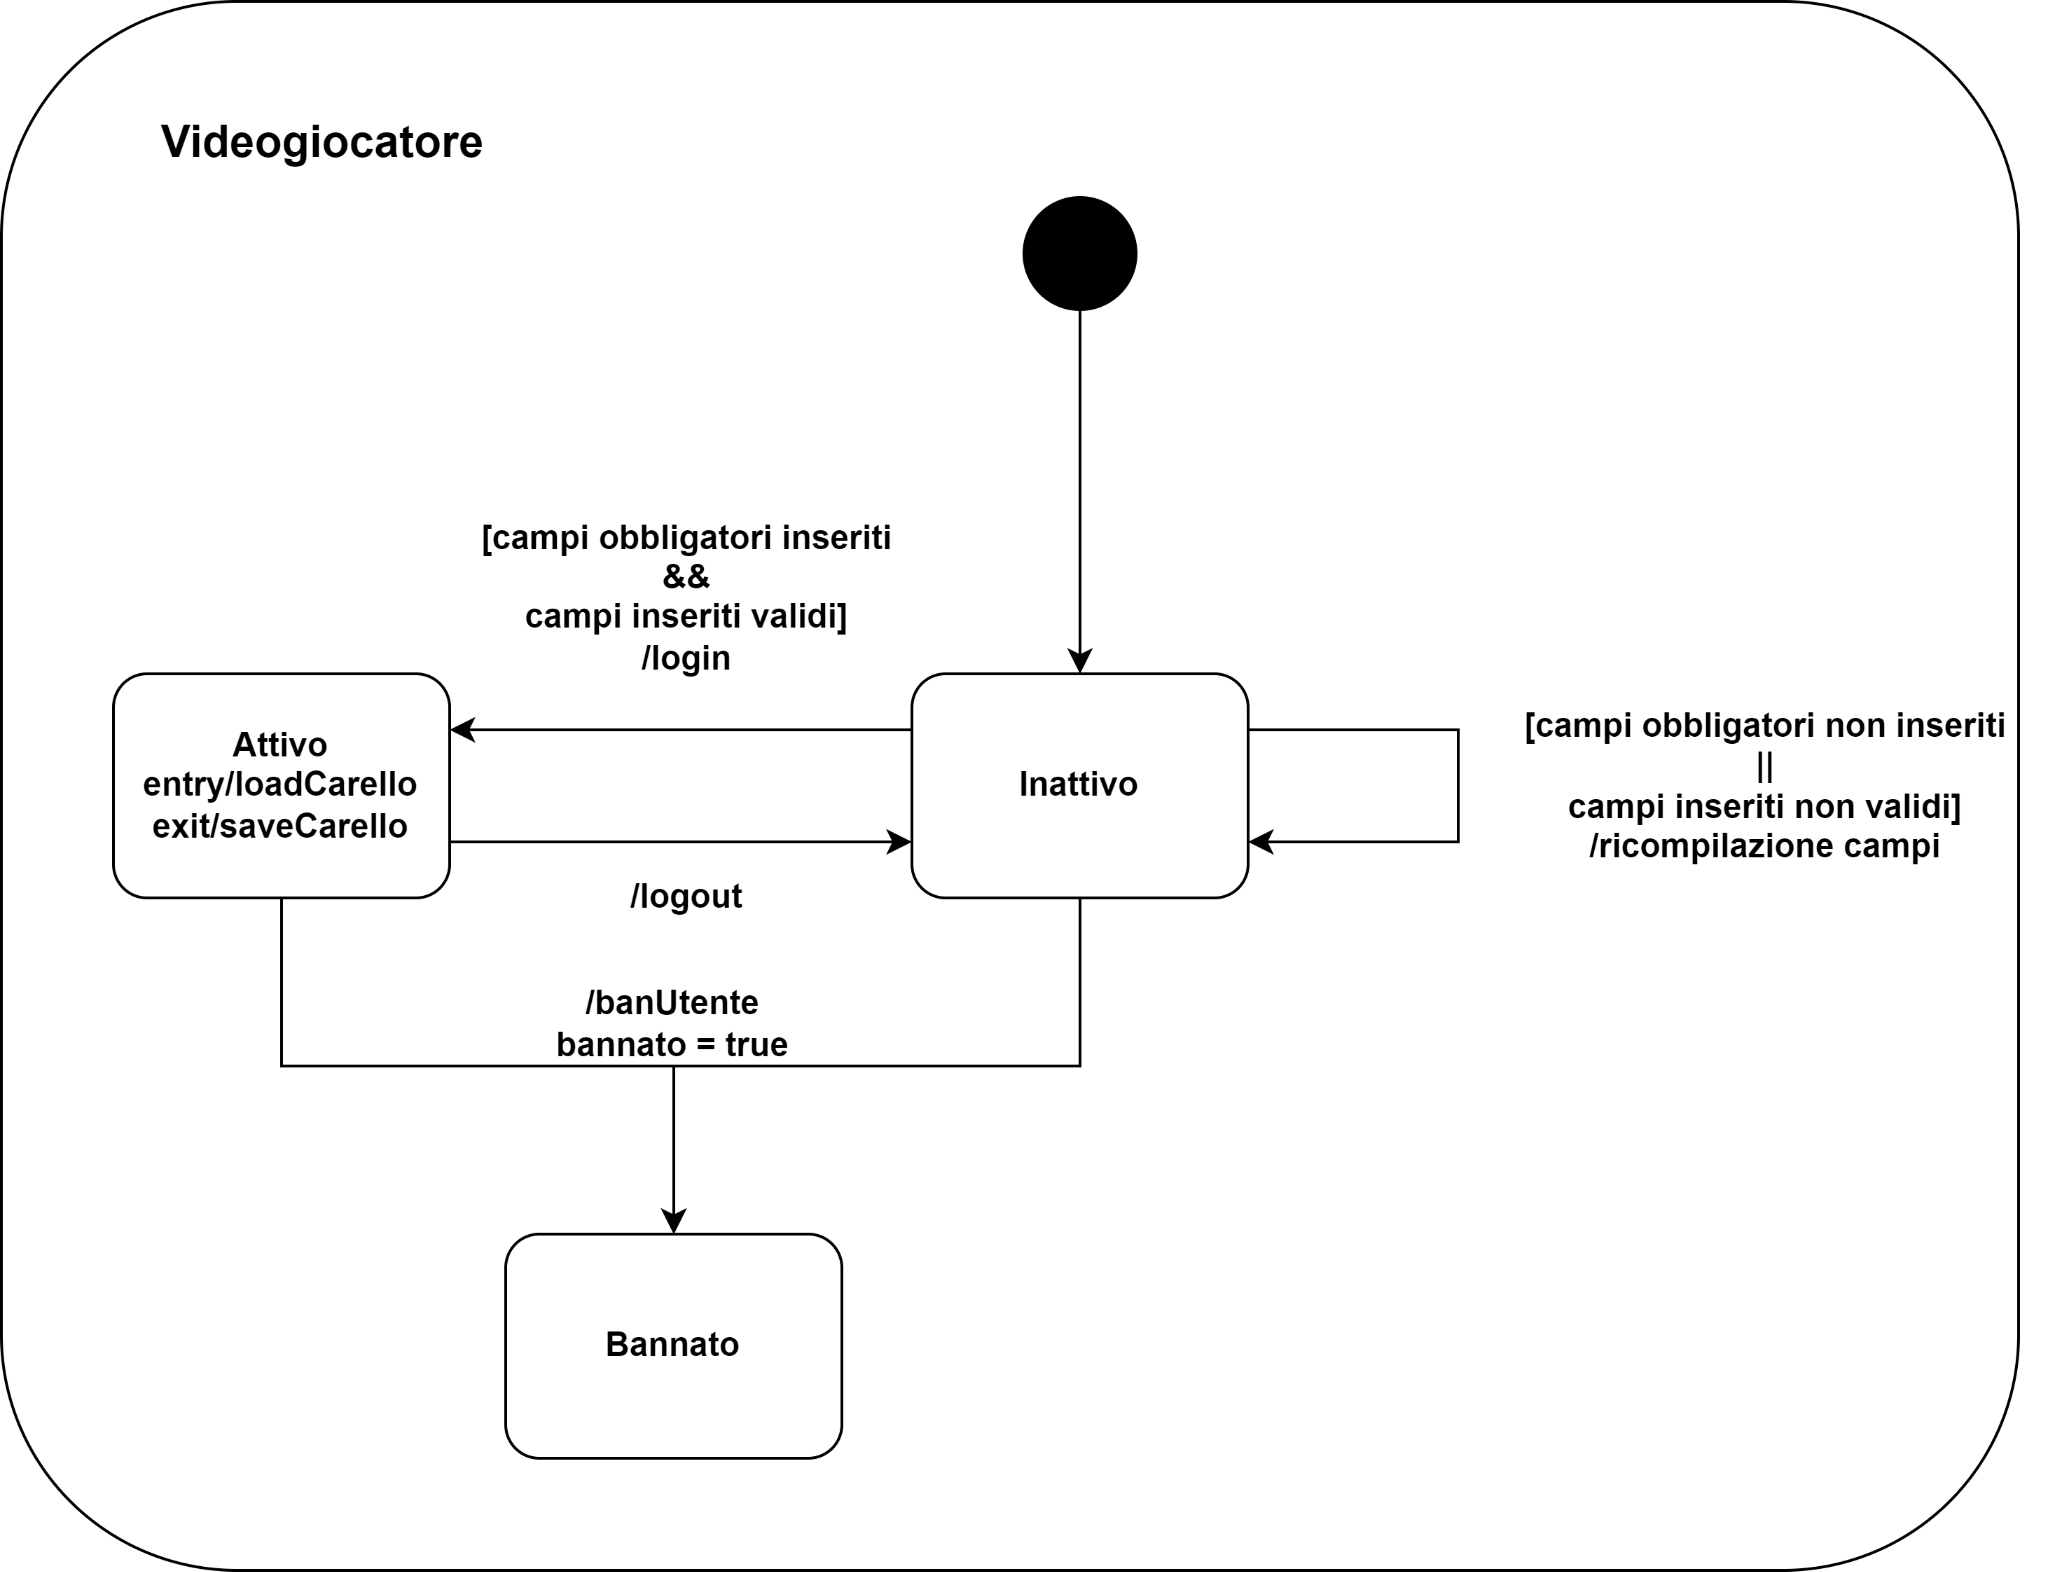 Videogiocatore
[campi obbligatori inseriti
&&
campi inseriti validi]
/login
Attivo
entry/loadCarello
exit/saveCarello
Inattivo
[campi obbligatori non inseriti
||
campi inseriti non validi]
/ricompilazione campi
/logout
/banUtente
bannato = true
Bannato